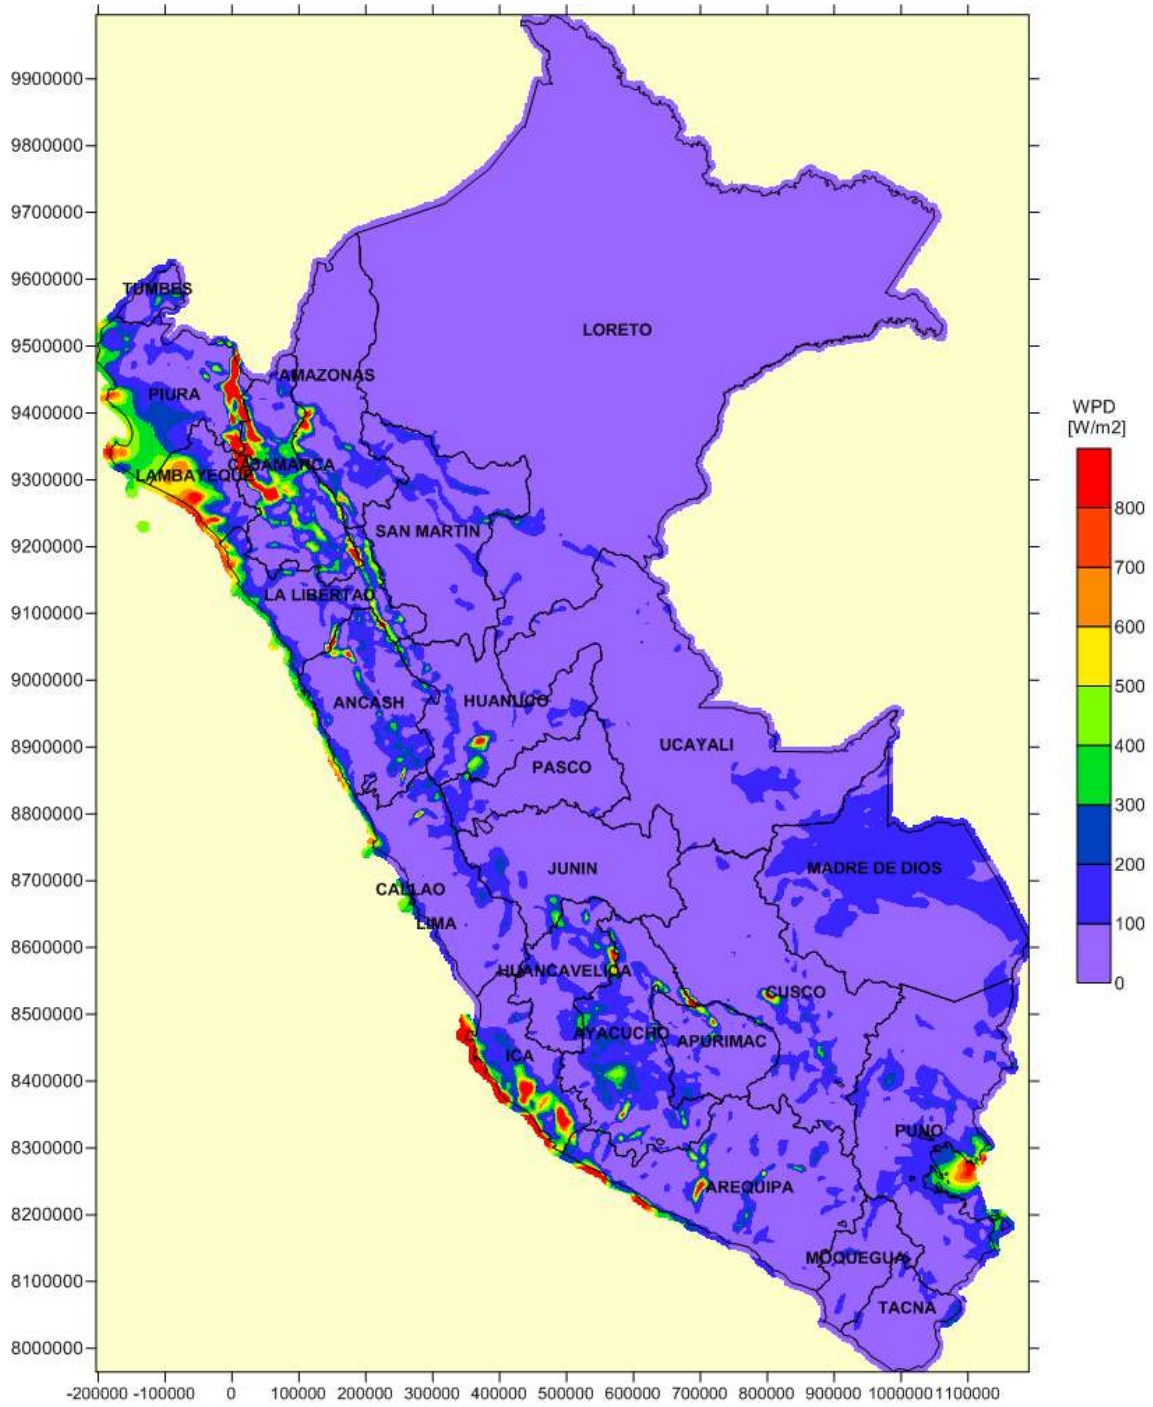 9900000
9800000
9700000
9600000
9500000
9400000
9300000
9200000
9100000
9000000
8900000
8800000
8700000
8600000
8500000
8400000
8300000
8200000
8100000
8000000
TUMBES
LORETO
AMAZONAS
PIURA
CAJAMARCA
LAMBAYEQUE
SAN MARTIN
LA LIBERTAD
ANCASH
HUANUCO
UCAYALI
PASCO
JUNIN
MADRE DE DIOS
CALLAO
LIMA
HUANCAVELICA
CUSCO
AYACUCHO
APURIMAC
ICA
PUNO
AREQUIPA
MOQUEGUA
TACNA
WPD
[W/m2]
800
700
600
500
400
300
200
100
0
-200000 -100000 0 100000 200000 300000 400000 500000 600000 700000 800000 900000 1000000 1100000